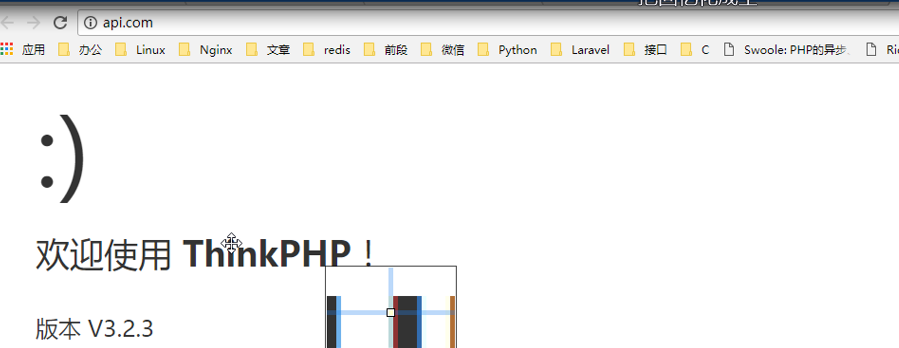 api.com
应用 办公 Linux Nginx 文章 redis 前段 微信 Python Laravel 接口 C Swoole: PHP的异步
:)
欢迎使用 ThinkPHP！
版本 V3.2.3